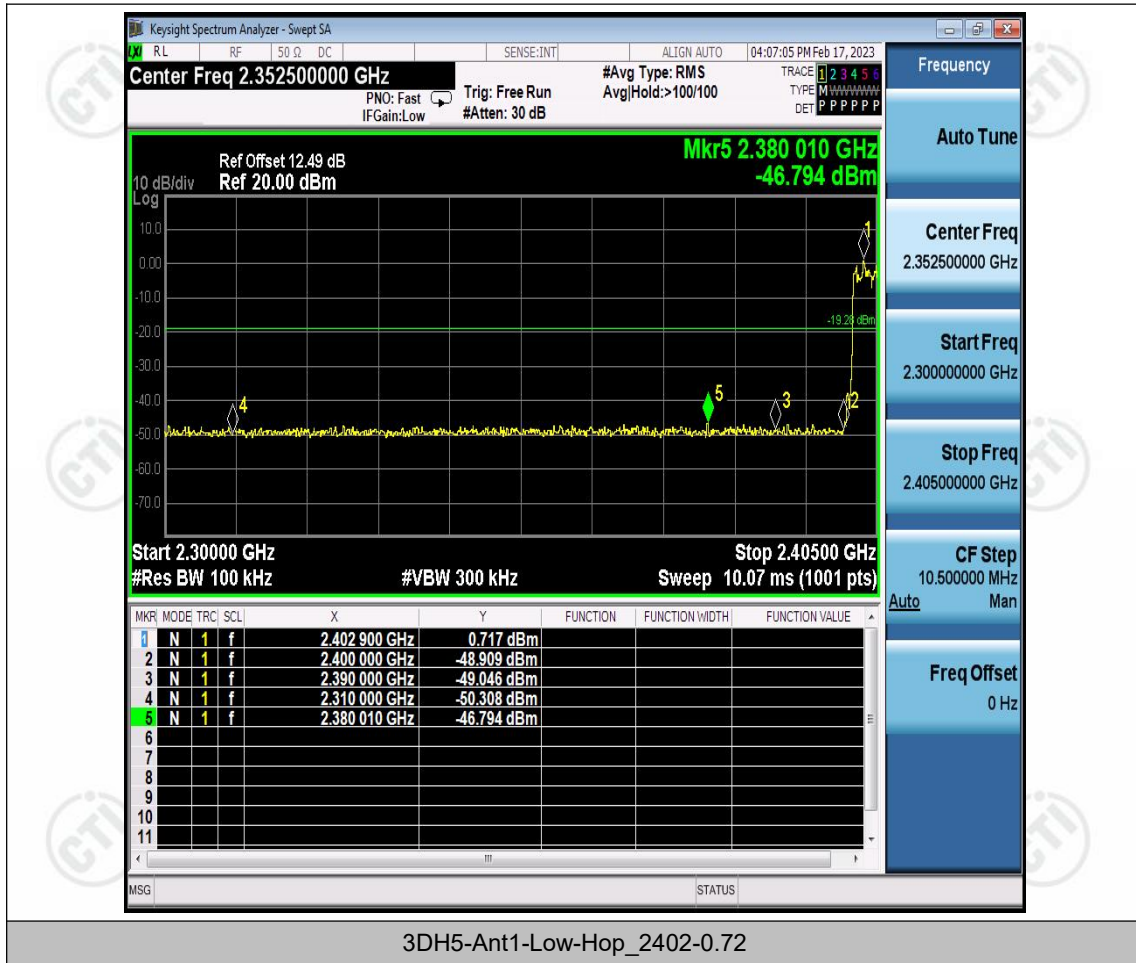 Keysight Spectrum Analyzer - Swept SA
LXI RL RF 50 Ω DC SENSE:INT ALIGN AUTO 04:07:05 PM Feb 17, 2023
Center Freq 2.352500000 GHz
PNO: Fast
IFGain:Low
Trig: Free Run
#Atten: 30 dB
#Avg Type: RMS
Avg|Hold:>100/100
TRACE 1 2 3 4 5 6
TYPE M WWWWW
DET P P P P P P
Frequency
Mkr5 2.380 010 GHz
-46.794 dBm
Ref Offset 12.49 dB
10 dB/div Ref 20.00 dBm
Log
10.0
0.00
-10.0
-20.0
-30.0
-40.0
-50.0
-60.0
-70.0
1
-19.28 dBm
4
5
3
2
Start 2.30000 GHz Stop 2.40500 GHz
#Res BW 100 kHz #VBW 300 kHz Sweep 10.07 ms (1001 pts)
MKR MODE TRC SCL X Y FUNCTION FUNCTION WIDTH FUNCTION VALUE
1 N 1 f 2.402 900 GHz 0.717 dBm
2 N 1 f 2.400 000 GHz -48.909 dBm
3 N 1 f 2.390 000 GHz -49.046 dBm
4 N 1 f 2.310 000 GHz -50.308 dBm
5 N 1 f 2.380 010 GHz -46.794 dBm
6
7
8
9
10
11
MSG STATUS
Auto Tune
Center Freq
2.352500000 GHz
Start Freq
2.300000000 GHz
Stop Freq
2.405000000 GHz
CF Step
10.500000 MHz
Auto Man
Freq Offset
0 Hz
CTI
CTI
CTI
CTI
CTI
CTI
3DH5-Ant1-Low-Hop_2402-0.72